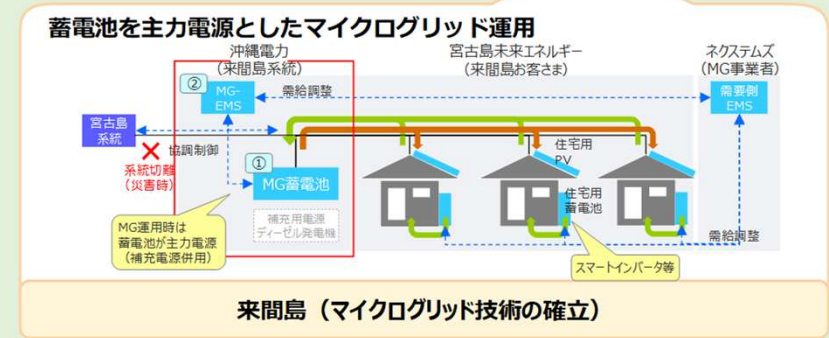 蓄電池を主力電源としたマイクログリッド運用
沖縄電力
(来間島系統)
宮古島未来エネルギー
(来間島お客さま)
ネクステムズ
(MG事業者)
②
MG-
EMS
需給調整
需要側
EMS
宮古島
系統
協調制御
系統切離
(災害時)
①
MG蓄電池
住宅用
PV
住宅用
蓄電池
補充用電源
ディーゼル発電機
MG運用時は
蓄電池が主力電源
(補充電源併用)
需給調整
スマートインバータ等
来間島（マイクログリッド技術の確立）